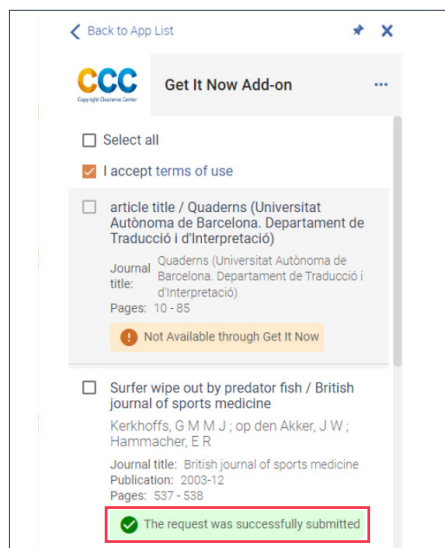 Back to App List
CCC
Copyright Clearance Center
Get It Now Add-on
Select all
I accept terms of use
article title / Quaderns (Universitat
Autònoma de Barcelona. Departament de
Traducció i d'Interpretació)
Journal title: Quaderns (Universitat Autònoma de
Barcelona. Departament de Traducció i
d'Interpretació)
Pages: 10 - 85
Not Available through Get It Now
Surfer wipe out by predator fish / British
journal of sports medicine
Kerkhoffs, G M M J ; op den Akker, J W ;
Hammacher, E R
Journal title: British journal of sports medicine
Publication: 2003-12
Pages: 537 - 538
The request was successfully submitted